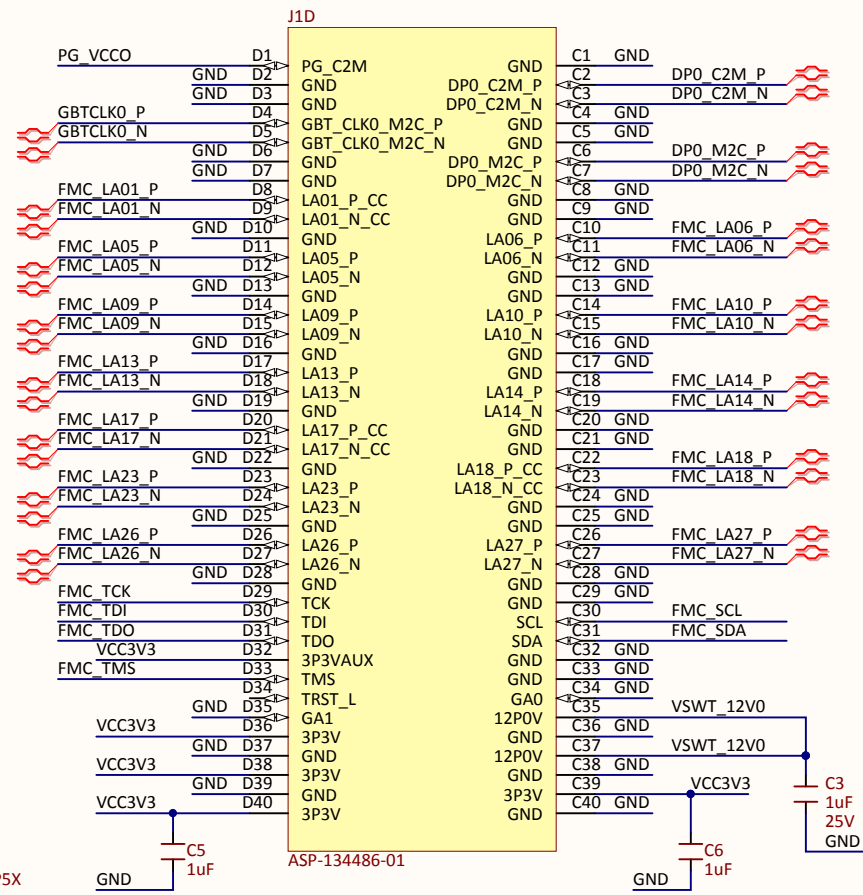 J1D
PG_VCCO D1 PG_C2M GND C1 GND
GND D2 GND DP0_C2M_P C2 DP0_C2M_P
GND D3 GND DP0_C2M_N C3 DP0_C2M_N
GBTCLK0_P D4 GBT_CLK0_M2C_P GND C4 GND
GBTCLK0_N D5 GBT_CLK0_M2C_N GND C5 GND
GND D6 GND DP0_M2C_P C6 DP0_M2C_P
GND D7 GND DP0_M2C_N C7 DP0_M2C_N
FMC_LA01_P D8 LA01_P_CC GND C8 GND
FMC_LA01_N D9 LA01_N_CC GND C9 GND
GND D10 GND LA06_P C10 FMC_LA06_P
FMC_LA05_P D11 LA05_P LA06_N C11 FMC_LA06_N
FMC_LA05_N D12 LA05_N GND C12 GND
GND D13 GND GND C13 GND
FMC_LA09_P D14 LA09_P LA10_P C14 FMC_LA10_P
FMC_LA09_N D15 LA09_N LA10_N C15 FMC_LA10_N
GND D16 GND GND C16 GND
FMC_LA13_P D17 LA13_P GND C17 GND
FMC_LA13_N D18 LA13_N LA14_P C18 FMC_LA14_P
GND D19 GND LA14_N C19 FMC_LA14_N
FMC_LA17_P D20 LA17_P_CC GND C20 GND
FMC_LA17_N D21 LA17_N_CC GND C21 GND
GND D22 GND LA18_P_CC C22 FMC_LA18_P
FMC_LA23_P D23 LA23_P LA18_N_CC C23 FMC_LA18_N
FMC_LA23_N D24 LA23_N GND C24 GND
GND D25 GND GND C25 GND
FMC_LA26_P D26 LA26_P LA27_P C26 FMC_LA27_P
FMC_LA26_N D27 LA26_N LA27_N C27 FMC_LA27_N
GND D28 GND GND C28 GND
FMC_TCK D29 TCK GND C29 GND
FMC_TDI D30 TDI SCL C30 FMC_SCL
FMC_TDO D31 TDO SDA C31 FMC_SDA
VCC3V3 D32 3P3VAUX GND C32 GND
FMC_TMS D33 TMS GND C33 GND
D34 TRST_L GA0 C34 GND
GND D35 GA1 12P0V C35 VSWT_12V0
VCC3V3 D36 3P3V GND C36 GND
GND D37 GND 12P0V C37 VSWT_12V0
VCC3V3 D38 3P3V GND C38 GND
GND D39 GND 3P3V C39 VCC3V3
VCC3V3 D40 3P3V GND C40 GND
C3
1uF
25V
GND
C5
1uF
GND
C6
1uF
GND
ASP-134486-01
5X